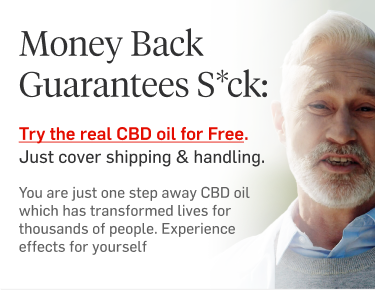 Money Back
Guarantees S*ck:
Try the real CBD oil for Free.
Just cover shipping & handling.
You are just one step away CBD oil
which has transformed lives for
thousands of people. Experience
effects for yourself